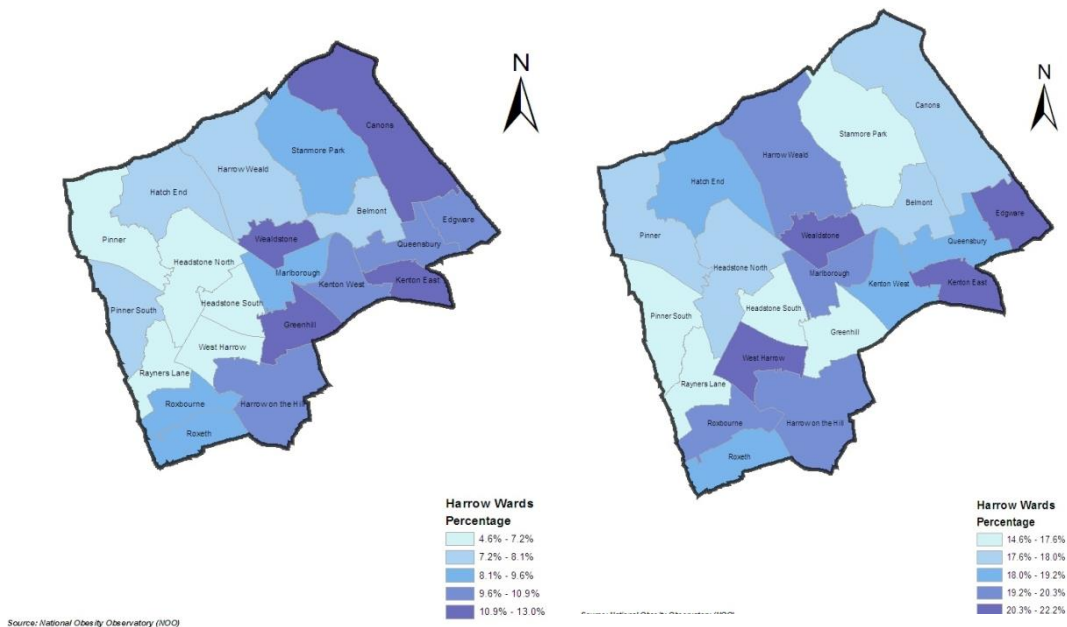 N
Canons
Stanmore Park
Harrow Weald
Hatch End
Belmont
Edgware
Pinner
Wealdstone
Queensbury
Headstone North
Marlborough
Kenton West
Kenton East
Headstone South
Pinner South
Greenhill
West Harrow
Rayners Lane
Roxbourne
Harrow on the Hill
Roxeth
Harrow Wards
Percentage
4.6% - 7.2%
7.2% - 8.1%
8.1% - 9.6%
9.6% - 10.9%
10.9% - 13.0%
Source: National Obesity Observatory (NOO)
N
Canons
Stanmore Park
Harrow Weald
Hatch End
Belmont
Edgware
Pinner
Wealdstone
Queensbury
Headstone North
Marlborough
Kenton West
Kenton East
Headstone South
Pinner South
Greenhill
West Harrow
Rayners Lane
Roxbourne
Harrow on the Hill
Roxeth
Harrow Wards
Percentage
14.6% - 17.6%
17.6% - 18.0%
18.0% - 19.2%
19.2% - 20.3%
20.3% - 22.2%
Source: National Obesity Observatory (NOO)